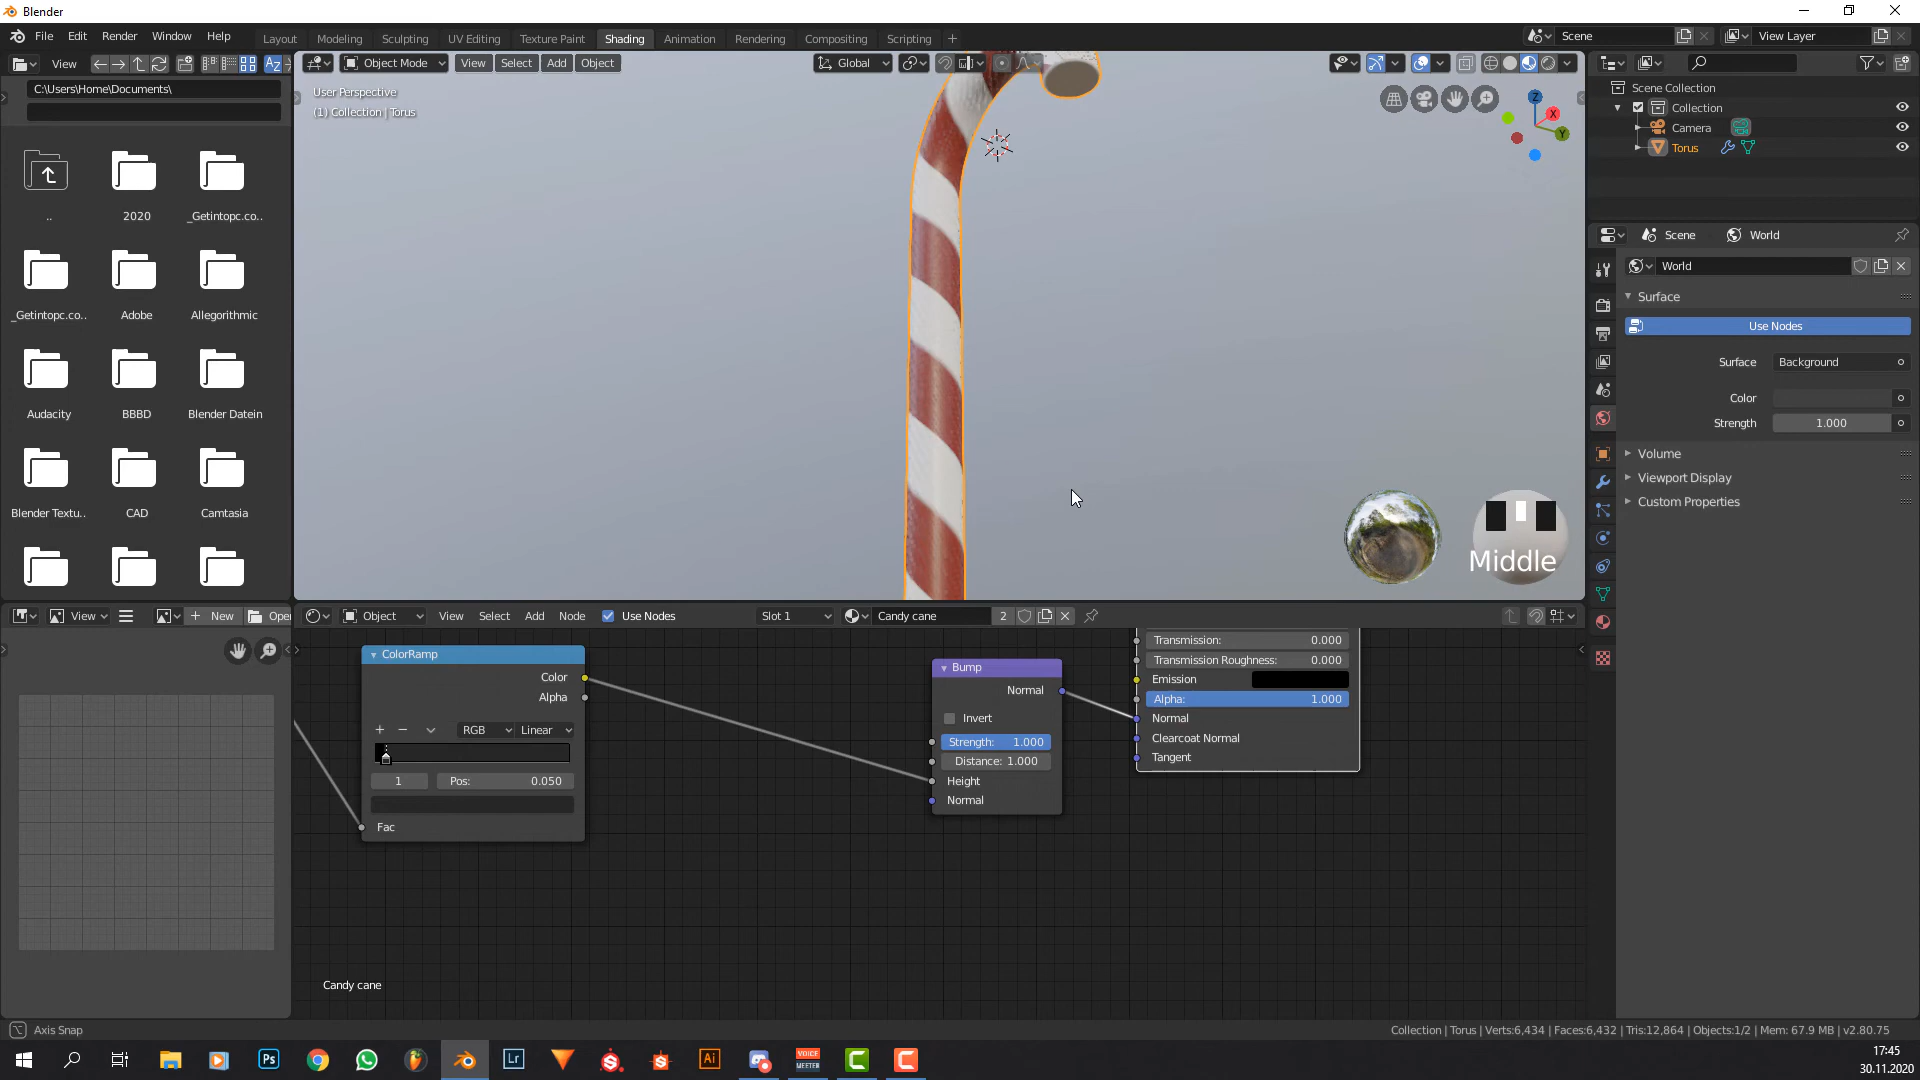 Blender
File Edit Render Window Help
Layout Modeling Sculpting UV Editing Texture Paint Shading Animation Rendering Compositing Scripting +
Scene
View Layer
View
Object Mode View Select Add Object
Global
C:\Users\Home\Documents\
User Perspective
(1) Collection | Torus
Z
X
Y
Scene Collection
Collection
Camera
Torus
..
2020
_Getintopc.co..
_Getintopc.co..
Adobe
Allegorithmic
Audacity
BBBD
Blender Datein
Blender Textu..
CAD
Camtasia
Scene World
World
Surface
Use Nodes
Surface Background
Color
Strength 1.000
Volume
Viewport Display
Custom Properties
Middle
View
New
Open
Object View Select Add Node Use Nodes
Slot 1
Candy cane 2
ColorRamp
Color
Alpha
RGB Linear
1 Pos: 0.050
Fac
Bump
Normal
Invert
Strength: 1.000
Distance: 1.000
Height
Normal
Transmission: 0.000
Transmission Roughness: 0.000
Emission
Alpha: 1.000
Normal
Clearcoat Normal
Tangent
Candy cane
Axis Snap
Collection | Torus | Verts:6,434 | Faces:6,432 | Tris:12,864 | Objects:1/2 | Mem: 67.9 MB | v2.80.75
Ps
Lr
Ai
VOICE
MEETER
17:45
30.11.2020